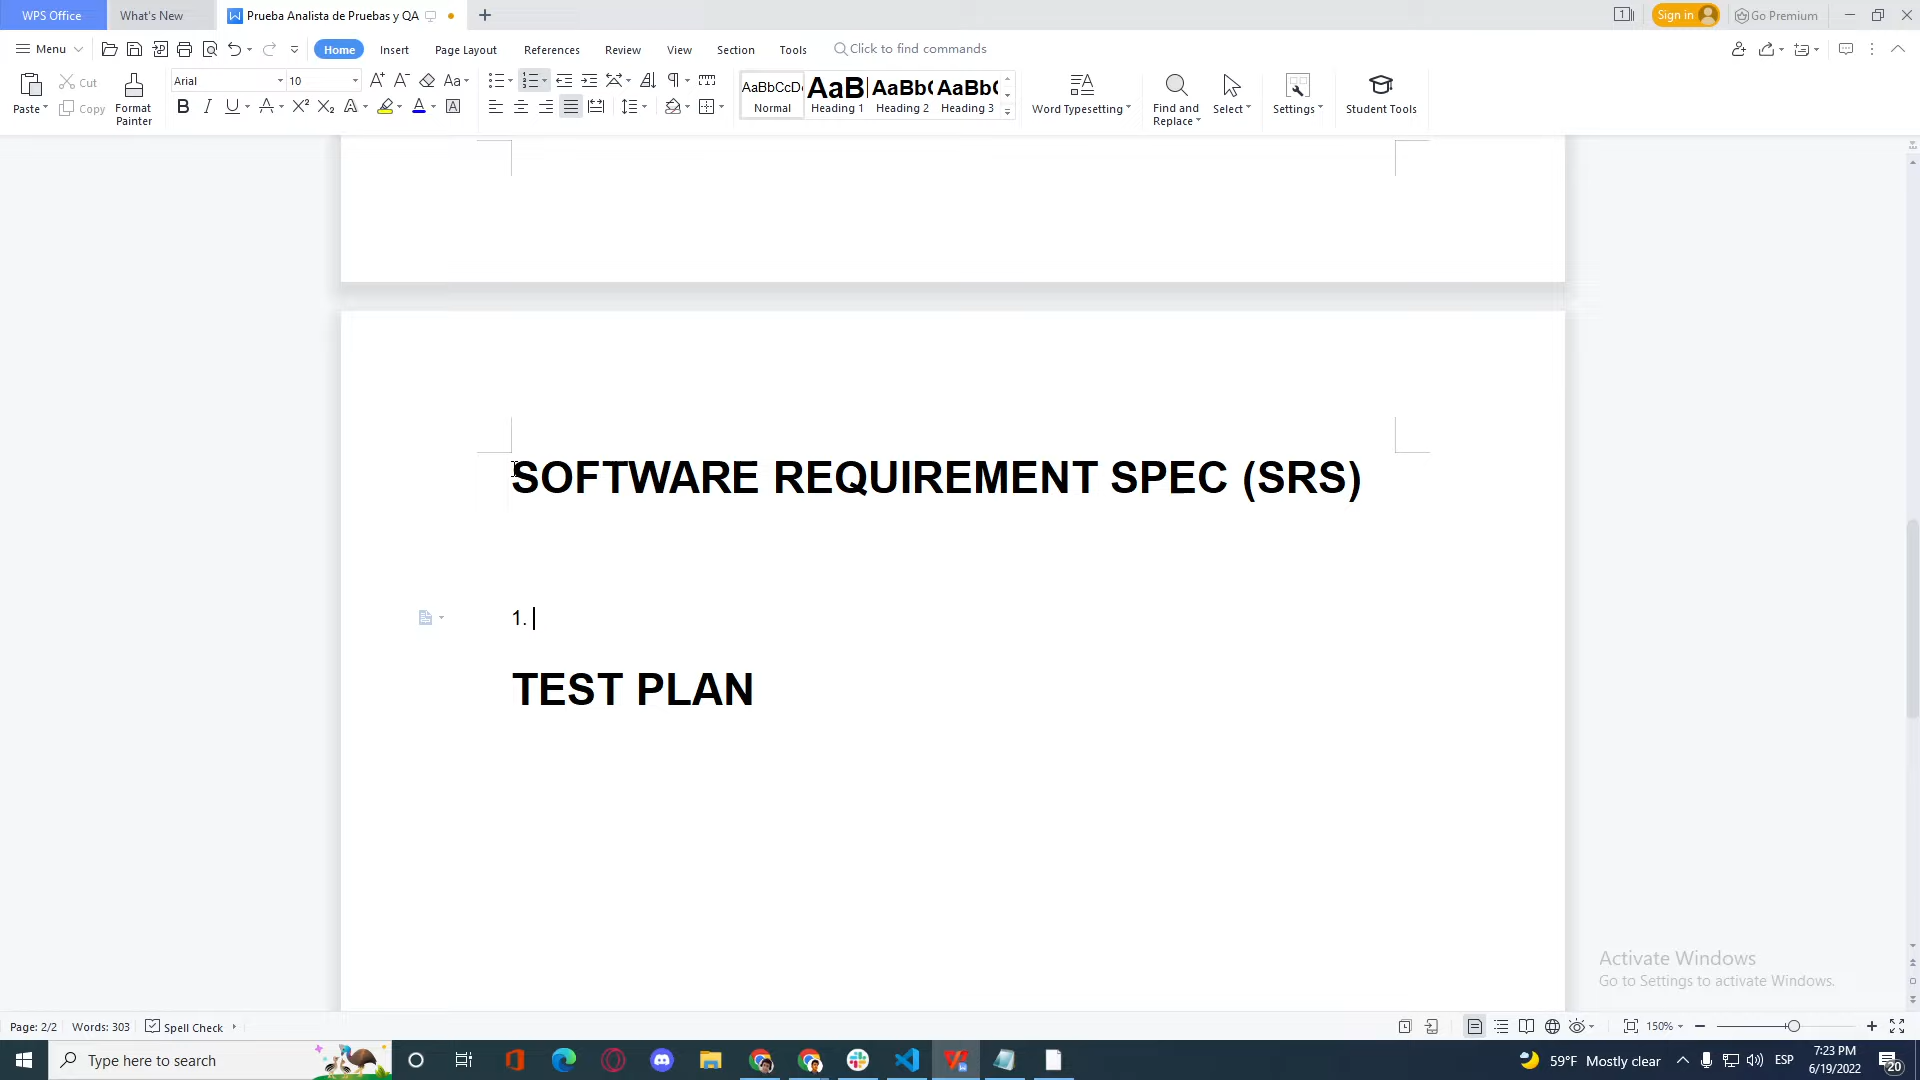 WPS Office
What's New
Prueba Analista de Pruebas y QA
Sign in
Go Premium
Menu
Home
Insert
Page Layout
References
Review
View
Section
Tools
Click to find commands
Paste
Cut
Copy
Format
Painter
Arial
10
AaBbCcD
Normal
AaB
Heading 1
AaBb(
Heading 2
AaBb(
Heading 3
Word Typesetting
Find and
Replace
Select
Settings
Student Tools
SOFTWARE REQUIREMENT SPEC (SRS)
1.
TEST PLAN
Activate Windows
Go to Settings to activate Windows.
Page: 2/2
Words: 303
Spell Check
150%
Type here to search
59°F Mostly clear
ESP
7:23 PM
6/19/2022
20